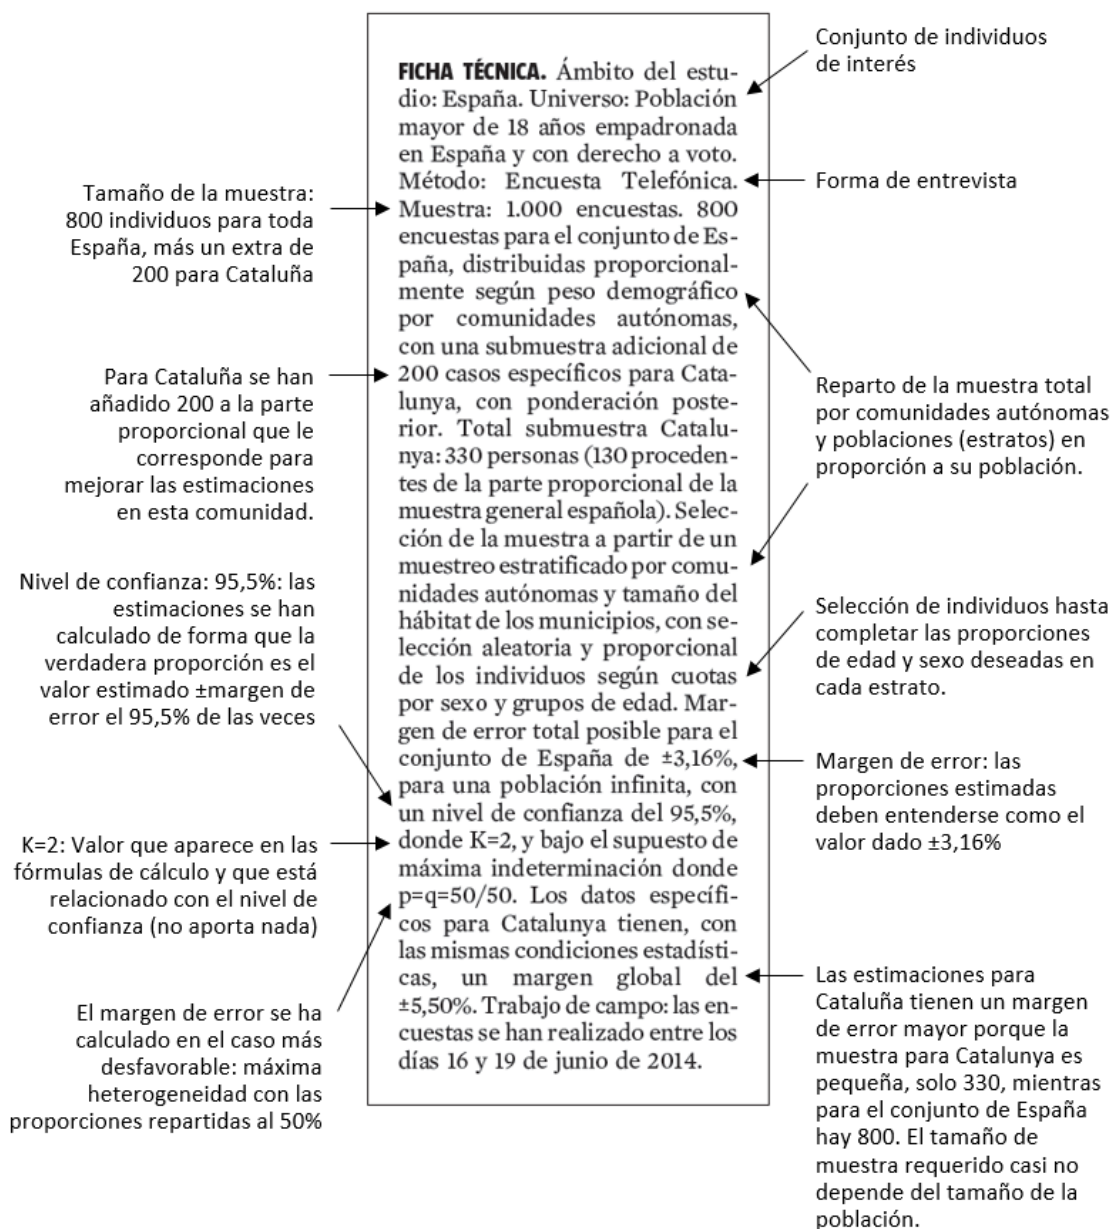 Conjunto de individuos
de interés
FICHA TÉCNICA. Ámbito del estu-
dio: España. Universo: Población
mayor de 18 años empadronada
en España y con derecho a voto.
Método: Encuesta Telefónica.
Muestra: 1.000 encuestas. 800
encuestas para el conjunto de Es-
paña, distribuidas proporcional-
mente según peso demográfico
por comunidades autónomas,
con una submuestra adicional de
200 casos específicos para Cata-
lunya, con ponderación poste-
rior. Total submuestra Catalu-
nya: 330 personas (130 proceden-
tes de la parte proporcional de la
muestra general española). Selec-
ción de la muestra a partir de un
muestreo estratificado por comu-
nidades autónomas y tamaño del
hábitat de los municipios, con se-
lección aleatoria y proporcional
de los individuos según cuotas
por sexo y grupos de edad. Mar-
gen de error total posible para el
conjunto de España de ±3,16%,
para una población infinita, con
un nivel de confianza del 95,5%,
donde K=2, y bajo el supuesto de
máxima indeterminación donde
p=q=50/50. Los datos específi-
cos para Catalunya tienen, con
las mismas condiciones estadísti-
cas, un margen global del
±5,50%. Trabajo de campo: las en-
cuestas se han realizado entre los
días 16 y 19 de junio de 2014.
Tamaño de la muestra:
800 individuos para toda
España, más un extra de
200 para Cataluña
Para Cataluña se han
añadido 200 a la parte
proporcional que le
corresponde para
mejorar las estimaciones
en esta comunidad.
Nivel de confianza: 95,5%: las
estimaciones se han
calculado de forma que la
verdadera proporción es el
valor estimado ±margen de
error el 95,5% de las veces
K=2: Valor que aparece en las
fórmulas de cálculo y que está
relacionado con el nivel de
confianza (no aporta nada)
El margen de error se ha
calculado en el caso más
desfavorable: máxima
heterogeneidad con las
proporciones repartidas al 50%
Forma de entrevista
Reparto de la muestra total
por comunidades autónomas
y poblaciones (estratos) en
proporción a su población.
Selección de individuos hasta
completar las proporciones
de edad y sexo deseadas en
cada estrato.
Margen de error: las
proporciones estimadas
deben entenderse como el
valor dado ±3,16%
Las estimaciones para
Cataluña tienen un margen
de error mayor porque la
muestra para Catalunya es
pequeña, solo 330, mientras
para el conjunto de España
hay 800. El tamaño de
muestra requerido casi no
depende del tamaño de la
población.